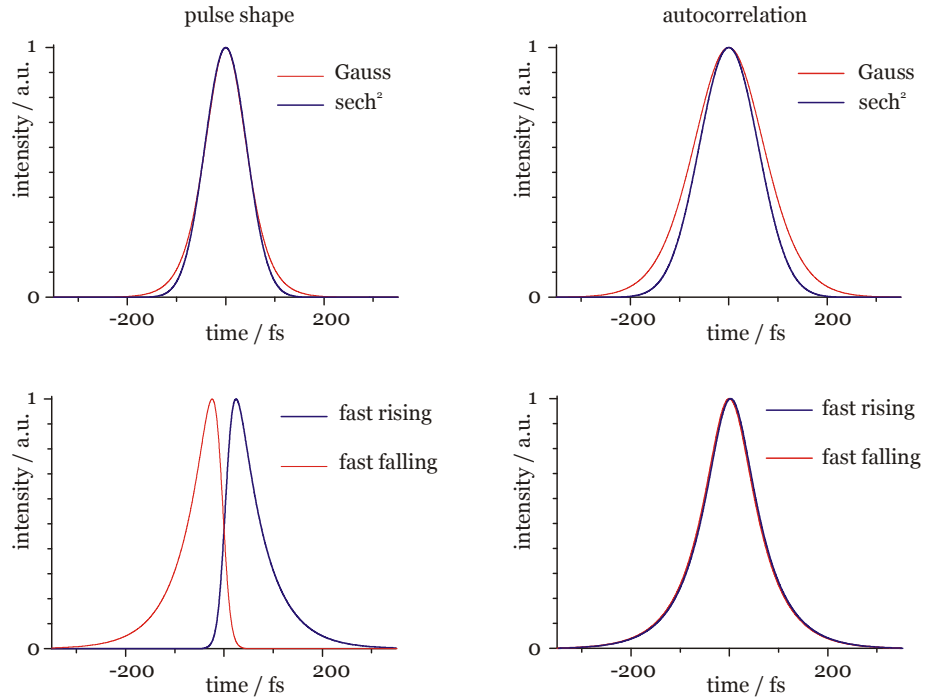 pulse shape
autocorrelation
1
Gauss
sech²
intensity / a.u.
0
-200
200
time / fs
1
Gauss
sech²
intensity / a.u.
0
-200
200
time / fs
1
fast rising
fast falling
intensity / a.u.
0
-200
200
time / fs
1
fast rising
fast falling
intensity / a.u.
0
-200
200
time / fs